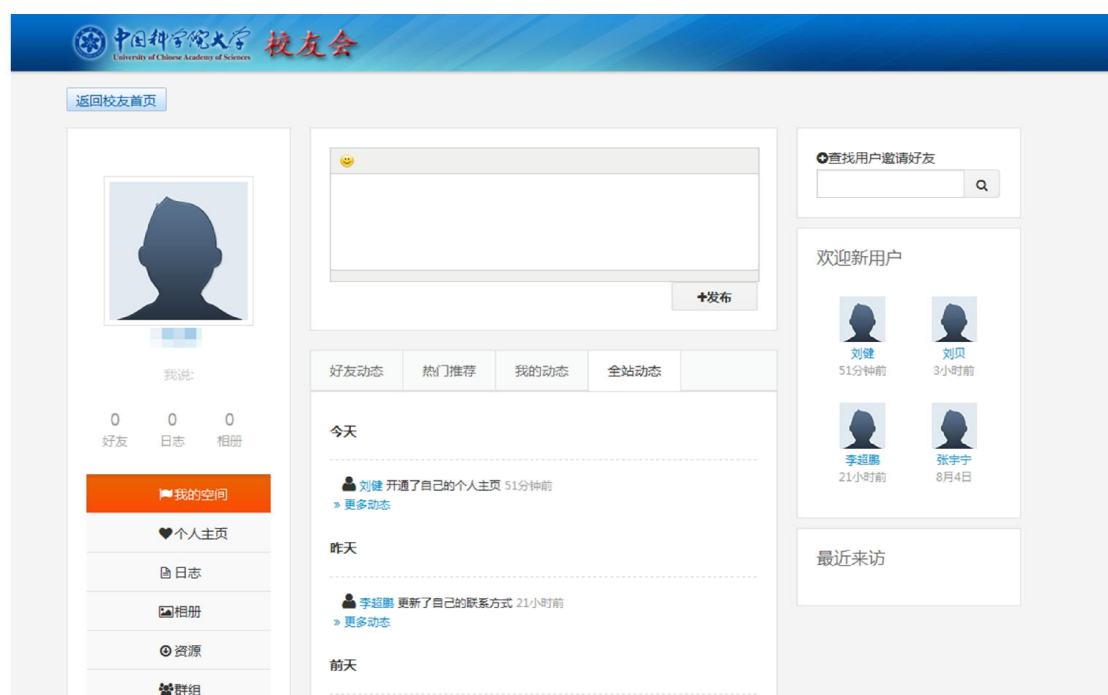 中国科学院大学 校友会
University of Chinese Academy of Sciences
返回校友首页
我说:
0 0 0
好友 日志 相册
我的空间
个人主页
日志
相册
资源
群组
发布
好友动态 热门推荐 我的动态 全站动态
今天
刘健 开通了自己的个人主页 51分钟前
» 更多动态
昨天
李超鹏 更新了自己的联系方式 21小时前
» 更多动态
前天
查找用户邀请好友
欢迎新用户
刘健 刘贝
51分钟前 3小时前
李超鹏 张宇宁
21小时前 8月4日
最近来访